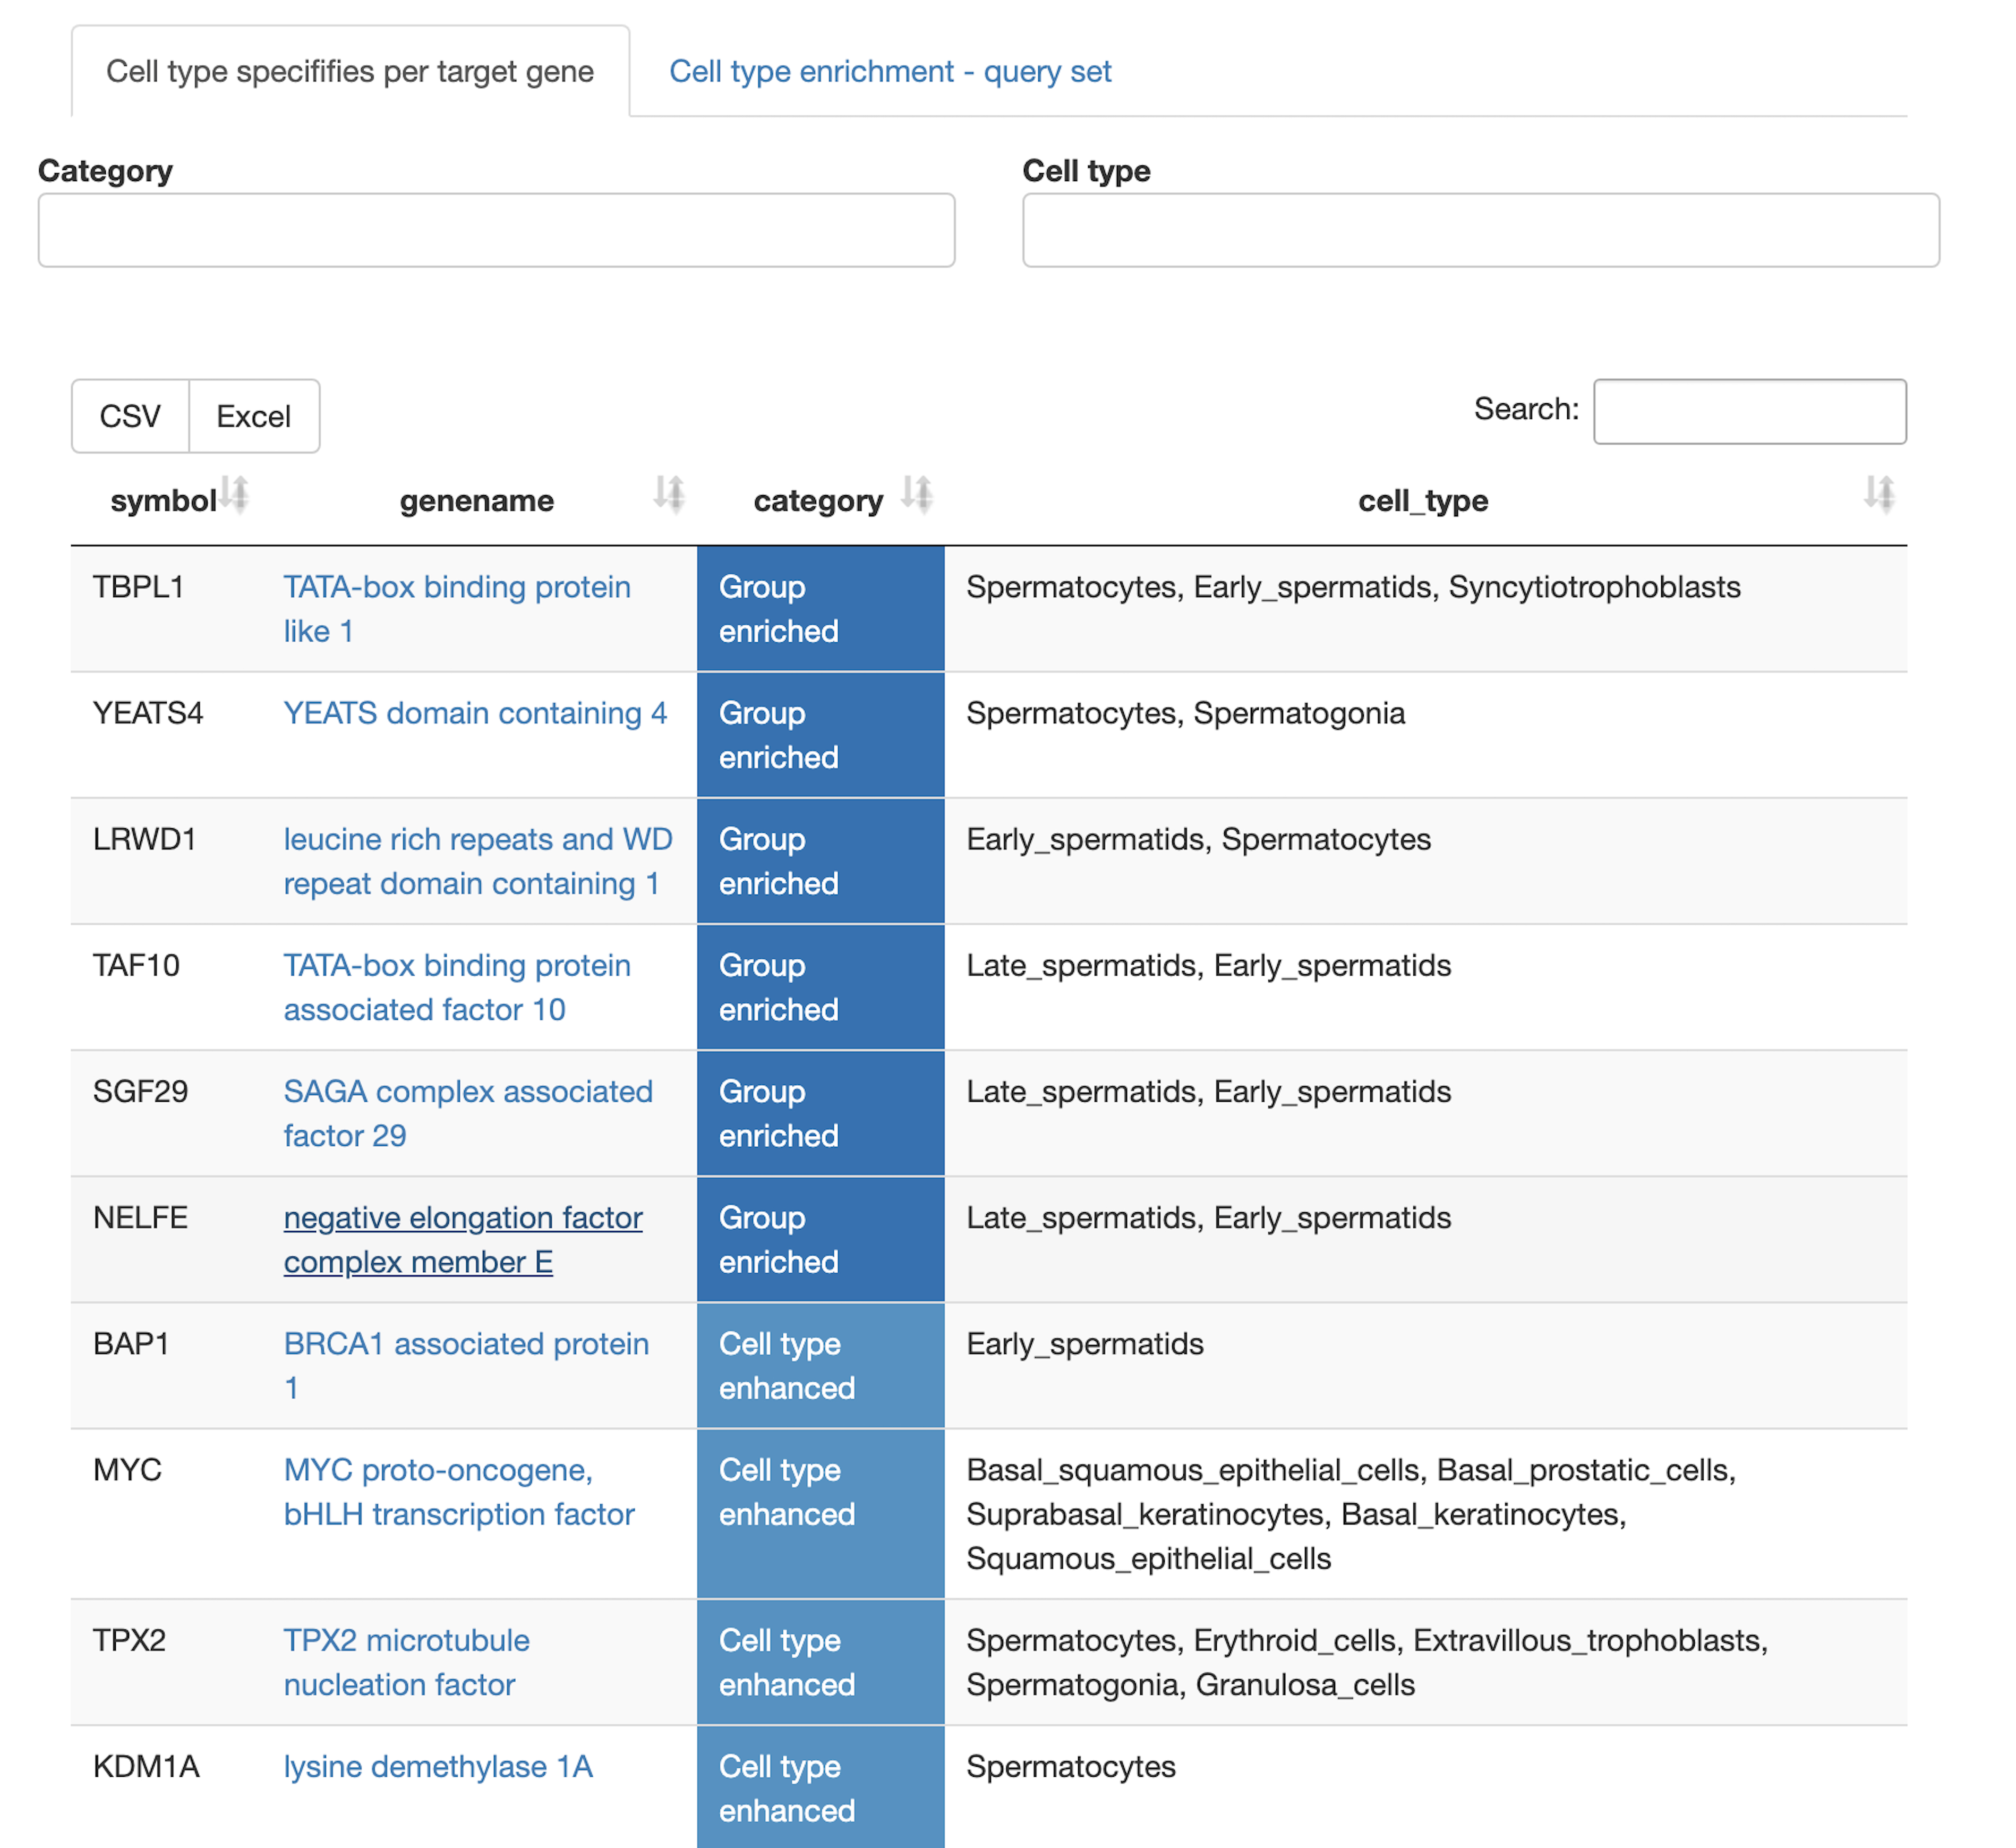 Cell type specififies per target gene
Cell type enrichment - query set
Category
Cell type
CSV
Excel
Search:
symbol
genename
category
cell_type
TBPL1
TATA-box binding protein
like 1
Group
enriched
Spermatocytes, Early_spermatids, Syncytiotrophoblasts
YEATS4
YEATS domain containing 4
Group
enriched
Spermatocytes, Spermatogonia
LRWD1
leucine rich repeats and WD
repeat domain containing 1
Group
enriched
Early_spermatids, Spermatocytes
TAF10
TATA-box binding protein
associated factor 10
Group
enriched
Late_spermatids, Early_spermatids
SGF29
SAGA complex associated
factor 29
Group
enriched
Late_spermatids, Early_spermatids
NELFE
negative elongation factor
complex member E
Group
enriched
Late_spermatids, Early_spermatids
BAP1
BRCA1 associated protein
1
Cell type
enhanced
Early_spermatids
MYC
MYC proto-oncogene,
bHLH transcription factor
Cell type
enhanced
Basal_squamous_epithelial_cells, Basal_prostatic_cells,
Suprabasal_keratinocytes, Basal_keratinocytes,
Squamous_epithelial_cells
TPX2
TPX2 microtubule
nucleation factor
Cell type
enhanced
Spermatocytes, Erythroid_cells, Extravillous_trophoblasts,
Spermatogonia, Granulosa_cells
KDM1A
lysine demethylase 1A
Cell type
enhanced
Spermatocytes